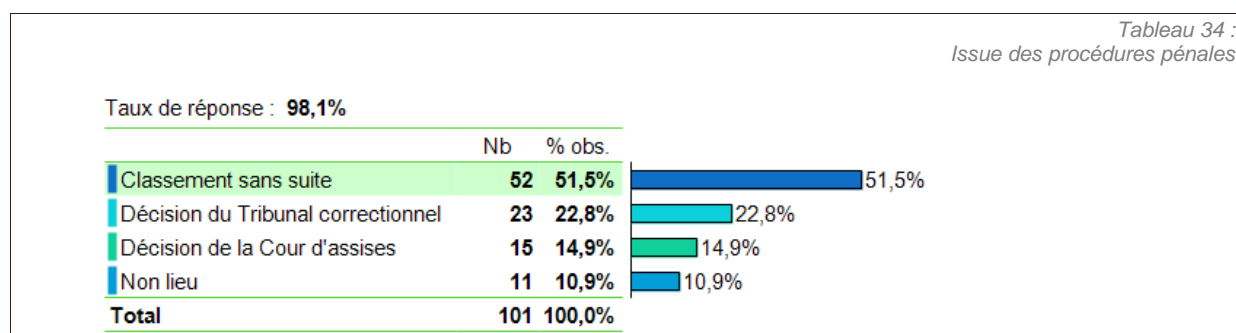 Tableau 34 :
Issue des procédures pénales
Taux de réponse : 98,1%
Nb % obs.
Classement sans suite 52 51,5% 51,5%
Décision du Tribunal correctionnel 23 22,8% 22,8%
Décision de la Cour d'assises 15 14,9% 14,9%
Non lieu 11 10,9% 10,9%
Total 101 100,0%